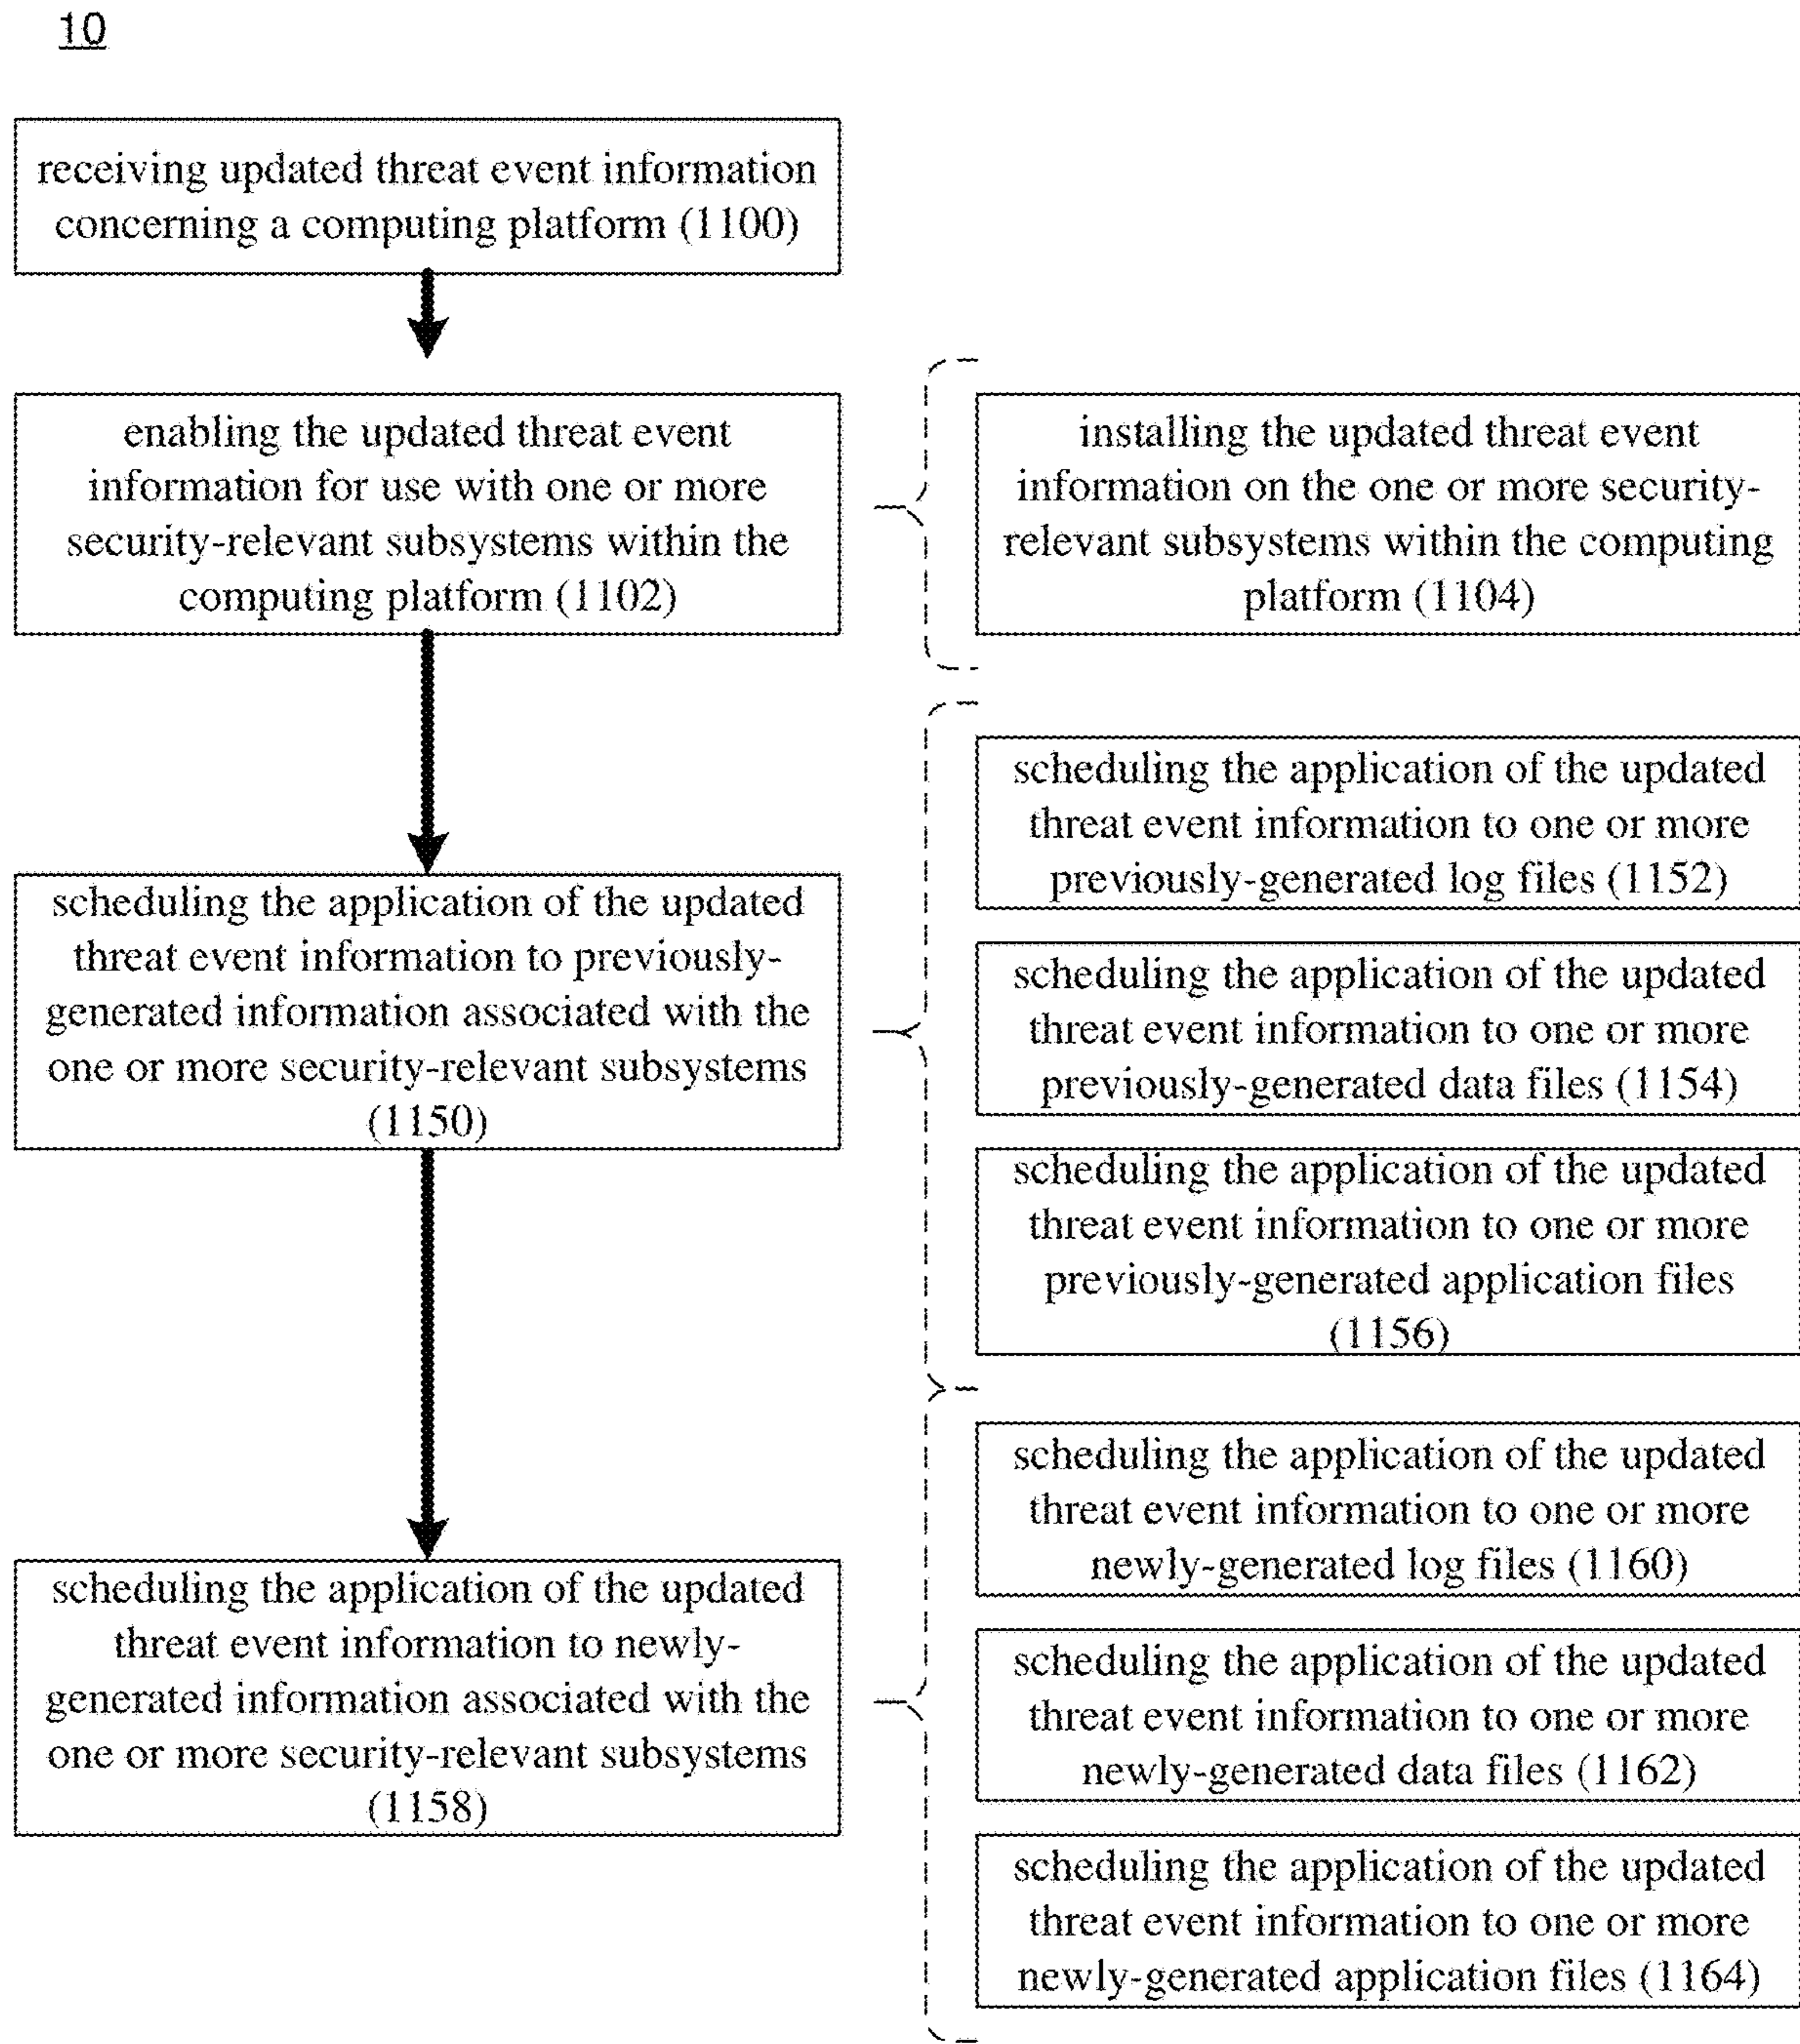 10
receiving updated threat event information
concerning a computing platform (1100)
enabling the updated threat event
information for use with one or more
security-relevant subsystems within the
computing platform (1102)
installing the updated threat event
information on the one or more security-
relevant subsystems within the computing
platform (1104)
scheduling the application of the updated
threat event information to previously-
generated information associated with the
one or more security-relevant subsystems
(1150)
scheduling the application of the updated
threat event information to one or more
previously-generated log files (1152)
scheduling the application of the updated
threat event information to one or more
previously-generated data files (1154)
scheduling the application of the updated
threat event information to one or more
previously-generated application files
(1156)
scheduling the application of the updated
threat event information to newly-
generated information associated with the
one or more security-relevant subsystems
(1158)
scheduling the application of the updated
threat event information to one or more
newly-generated log files (1160)
scheduling the application of the updated
threat event information to one or more
newly-generated data files (1162)
scheduling the application of the updated
threat event information to one or more
newly-generated application files (1164)